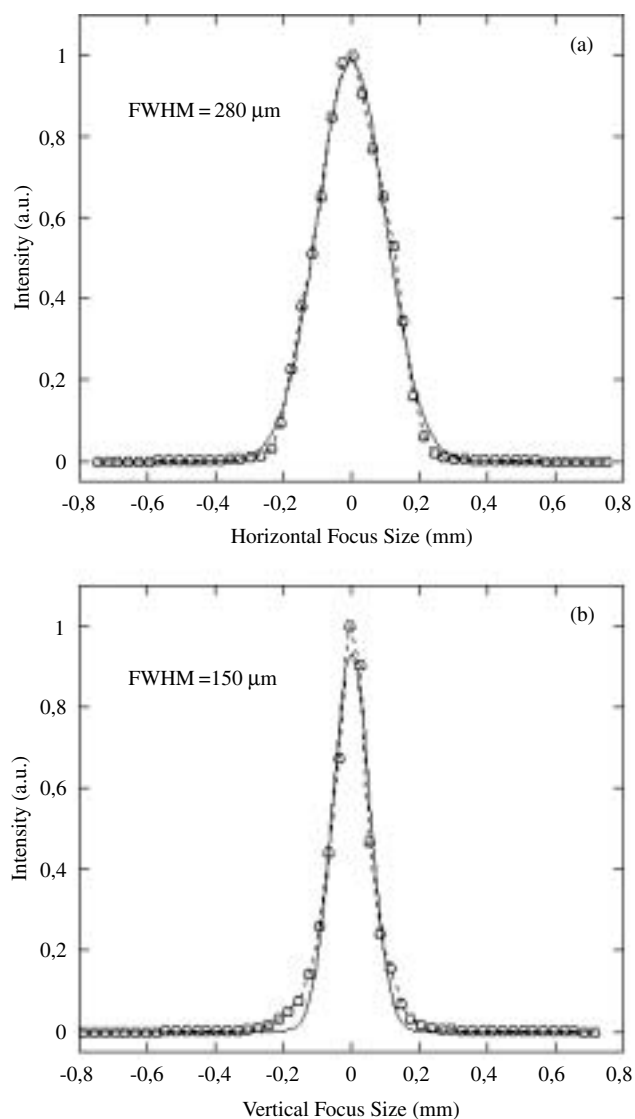 (a)
1
FWHM = 280 μm
0,8
0,6
Intensity (a.u.)
0,4
0,2
0
-0,8 -0,6 -0,4 -0,2 0 0,2 0,4 0,6 0,8
Horizontal Focus Size (mm)
(b)
1
FWHM =150 μm
0,8
0,6
Intensity (a.u.)
0,4
0,2
0
-0,8 -0,6 -0,4 -0,2 0 0,2 0,4 0,6 0,8
Vertical Focus Size (mm)